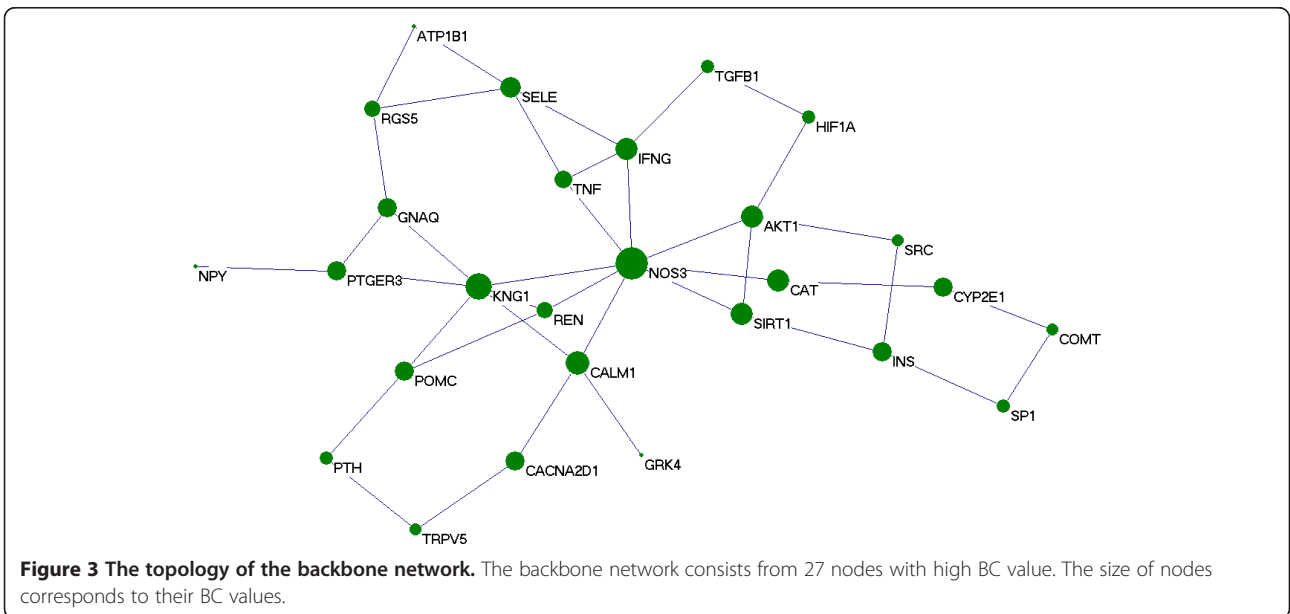 ATP1B1
TGFB1
SELE
RGS5
HIF1A
IFNG
TNF
GNAQ
AKT1
SRC
NPY
PTGER3
NOS3
KNG1
CAT
CYP2E1
REN
SIRT1
COMT
INS
POMC
CALM1
SP1
PTH
CACNA2D1
GRK4
TRPV5
Figure 3 The topology of the backbone network. The backbone network consists from 27 nodes with high BC value. The size of nodes
corresponds to their BC values.